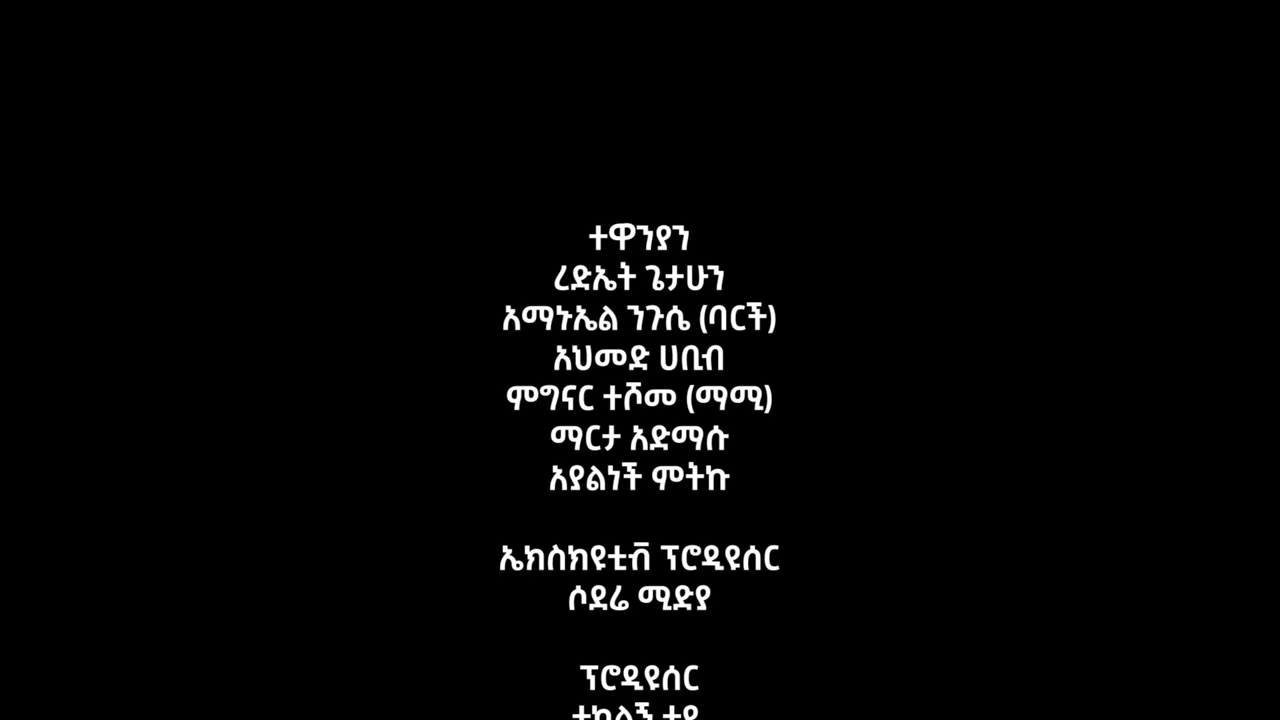 ተዋንያን
ረድኤት ጌታሁን
አማኑኤል ንጉሴ (ባርች)
አህመድ ሀቢብ
ምግናር ተሾመ (ማሚ)
ማርታ አድማሱ
አያልነች ምትኩ
ኤክስክዩቲቭ ፕሮዲዩሰር
ሶደሬ ሚድያ
ፕሮዲዩሰር